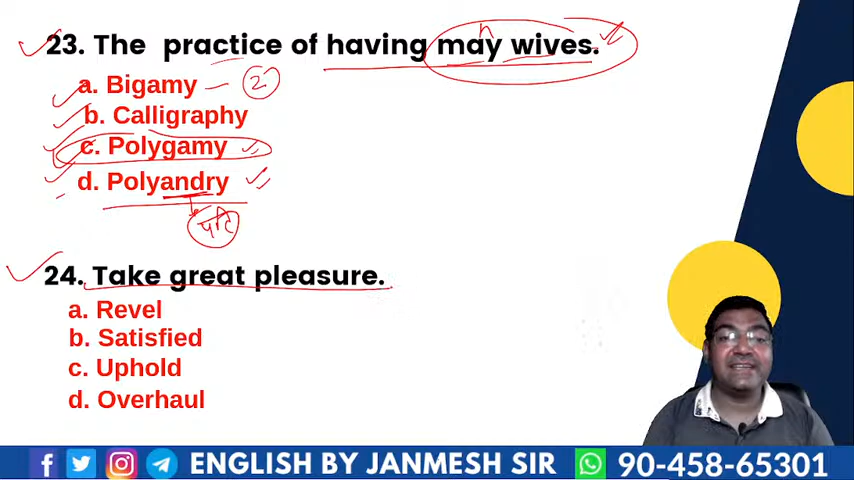 23. The practice of having may wives.
n
a. Bigamy – 2
b. Calligraphy
c. Polygamy
d. Polyandry
पति
24. Take great pleasure.
a. Revel
b. Satisfied
c. Uphold
d. Overhaul
ENGLISH BY JANMESH SIR 90-458-65301